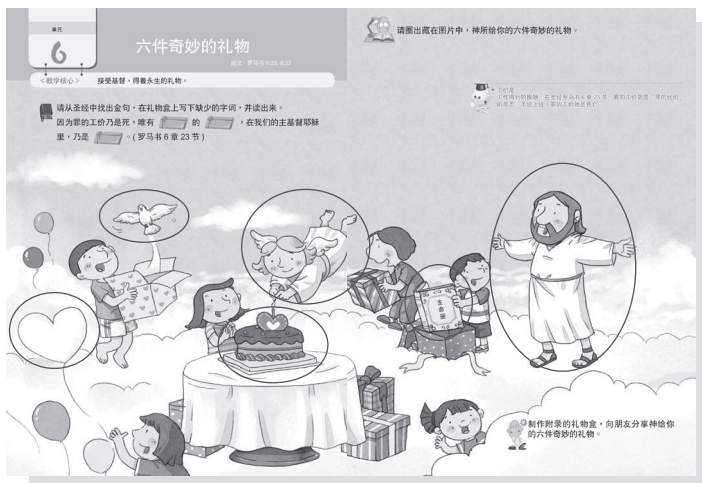 单元
6
六件奇妙的礼物
经文：罗马书 6:23; 8:32
<教学核心> 接受基督，得着永生的礼物。
请从圣经中找出金句，在礼物盒上写下缺少的字词，并读出来。
因为罪的工价乃是死，唯有 的 ，在我们的主基督耶稣
里，乃是 。( 罗马书 6 章 23 节 )
请圈出藏在图片中，神所给你的六件奇妙的礼物。
工价是
生命册
制作附录的礼物盒，向朋友分享神给你
的六件奇妙的礼物。